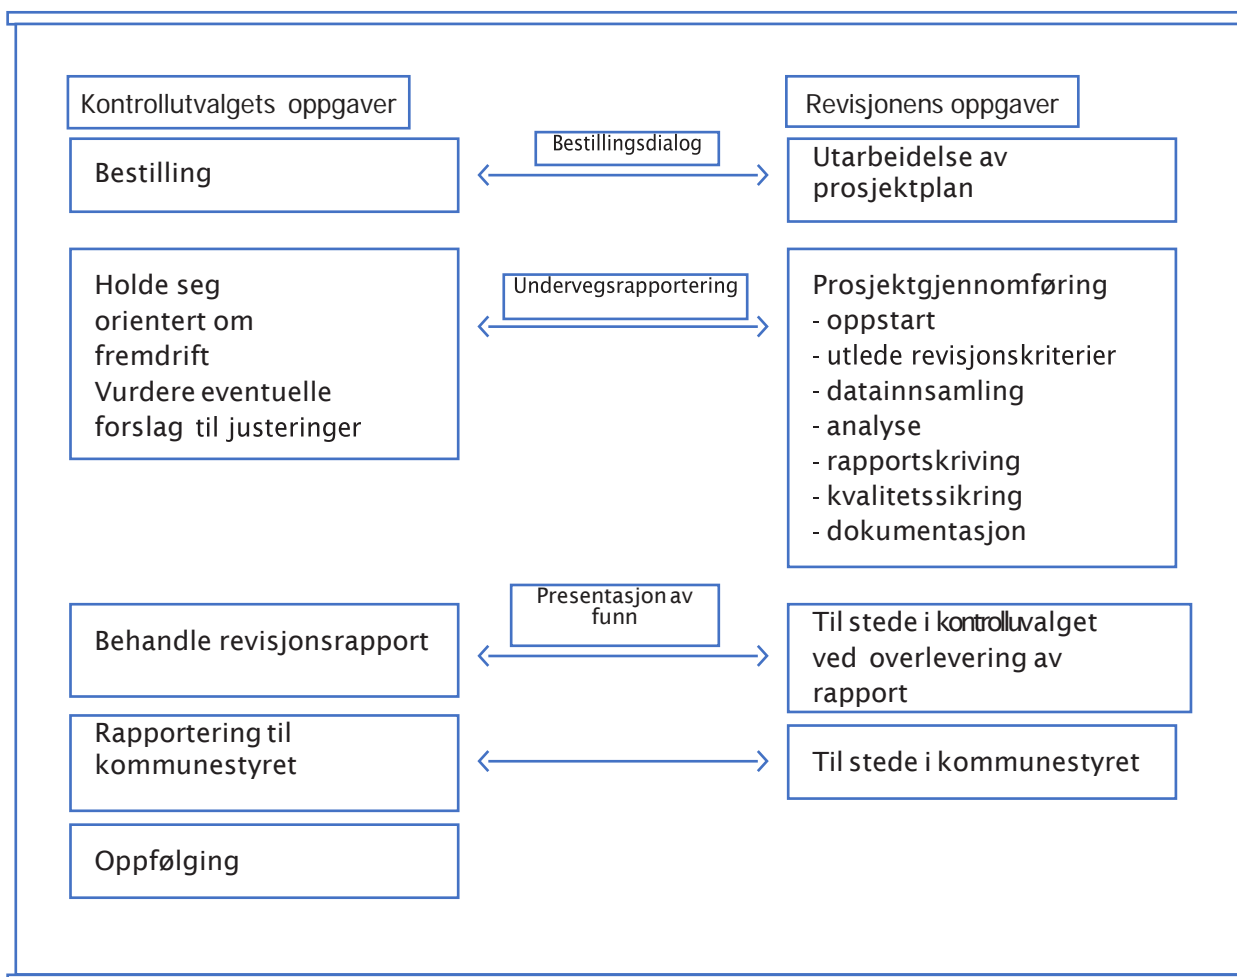 Kontrollutvalgets oppgaver
Revisjonens oppgaver
Bestilling
Bestillingsdialog
Utarbeidelse av
prosjektplan
Holde seg
orientert om
fremdrift
Vurdere eventuelle
forslag til justeringer
Undervegsrapportering
Prosjektgjennomføring
- oppstart
- utlede revisjonskriterier
- datainnsamling
- analyse
- rapportskriving
- kvalitetssikring
- dokumentasjon
Behandle revisjonsrapport
Presentasjon av
funn
Til stede i kontrolluvalget
ved overlevering av
rapport
Rapportering til
kommunestyret
Til stede i kommunestyret
Oppfølging